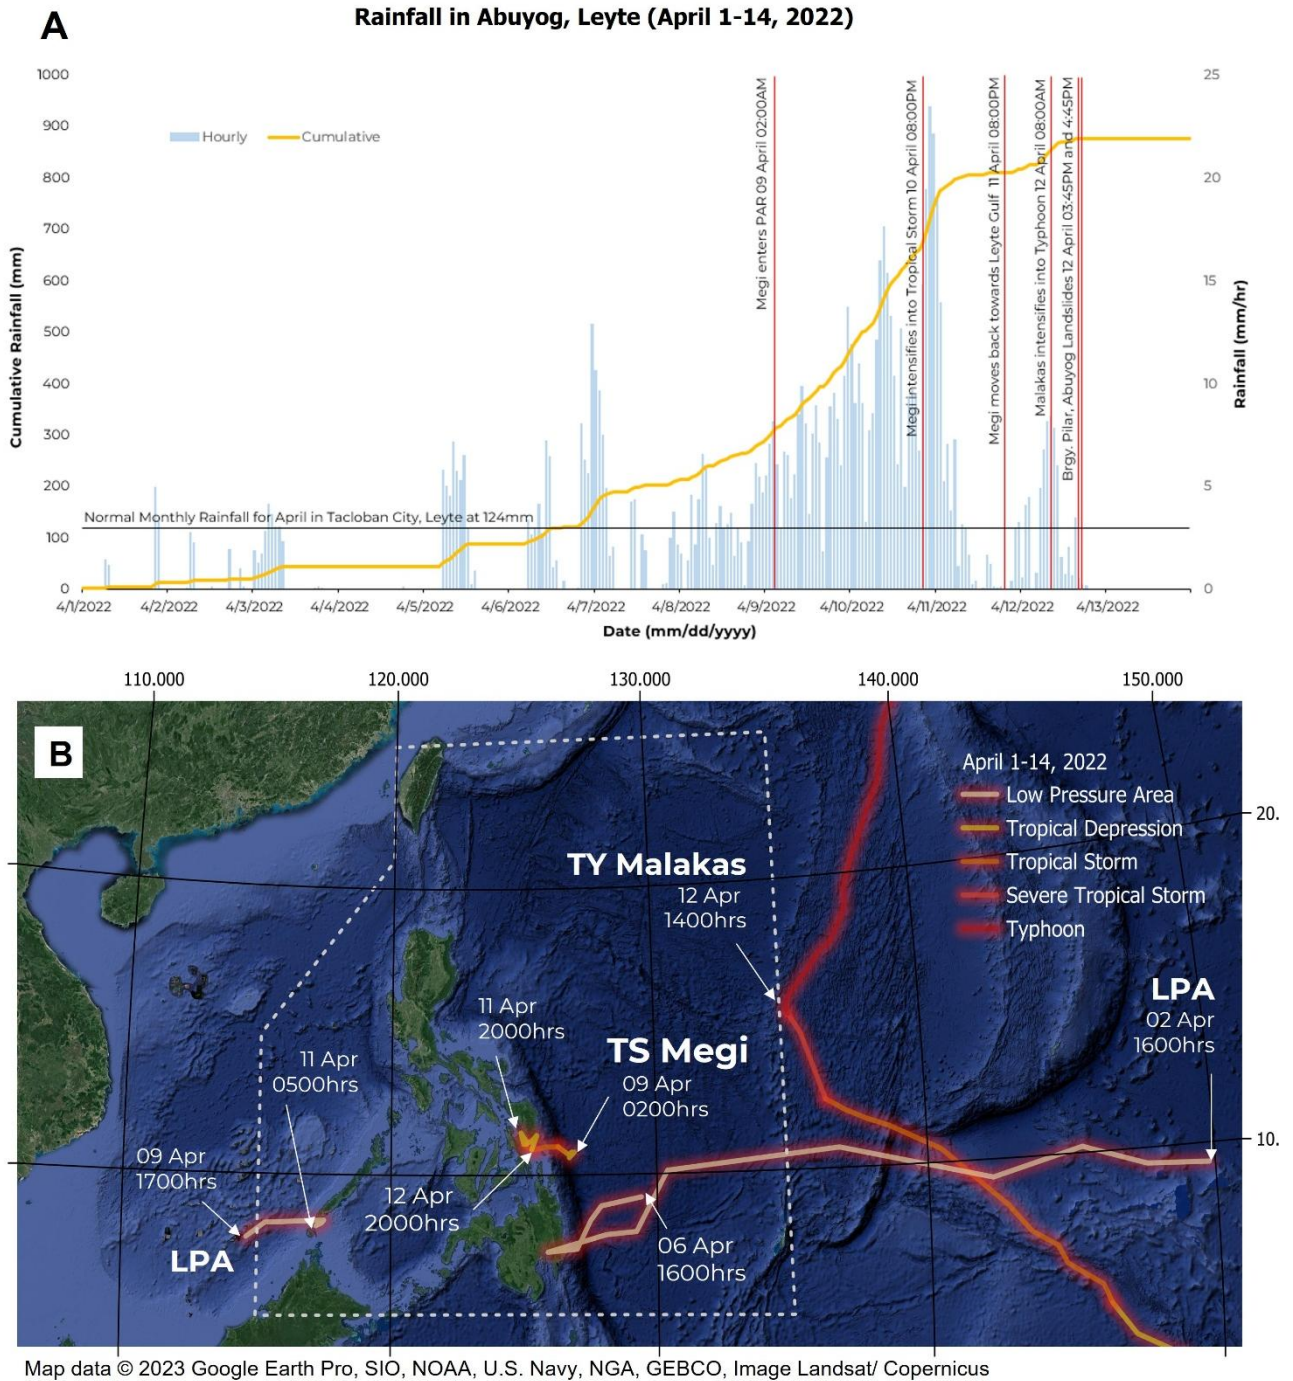 A
Rainfall in Abuyog, Leyte (April 1-14, 2022)
1000
900
800
700
600
500
400
300
200
100
0
Cumulative Rainfall (mm)
25
20
15
10
5
0
Rainfall (mm/hr)
Hourly
Cumulative
Megi enters PAR 09 April 02:00AM
Megi intensifies into Tropical Storm 10 April 08:00PM
Megi moves back towards Leyte Gulf 11 April 08:00PM
Malakas intensifies into Typhoon 12 April 08:00AM
Brgy. Pilar, Abuyog Landslides 12 April 03:45PM and 4:45PM
Normal Monthly Rainfall for April in Tacloban City, Leyte at 124mm
4/1/2022 4/2/2022 4/3/2022 4/4/2022 4/5/2022 4/6/2022 4/7/2022 4/8/2022 4/9/2022 4/10/2022 4/11/2022 4/12/2022 4/13/2022
Date (mm/dd/yyyy)
110.000 120.000 130.000 140.000 150.000
B
April 1-14, 2022
Low Pressure Area
Tropical Depression
Tropical Storm
Severe Tropical Storm
Typhoon
20.
10.
TY Malakas
12 Apr
1400hrs
LPA
02 Apr
1600hrs
11 Apr
2000hrs
TS Megi
09 Apr
0200hrs
11 Apr
0500hrs
09 Apr
1700hrs
LPA
12 Apr
2000hrs
06 Apr
1600hrs
Map data © 2023 Google Earth Pro, SIO, NOAA, U.S. Navy, NGA, GEBCO, Image Landsat/ Copernicus